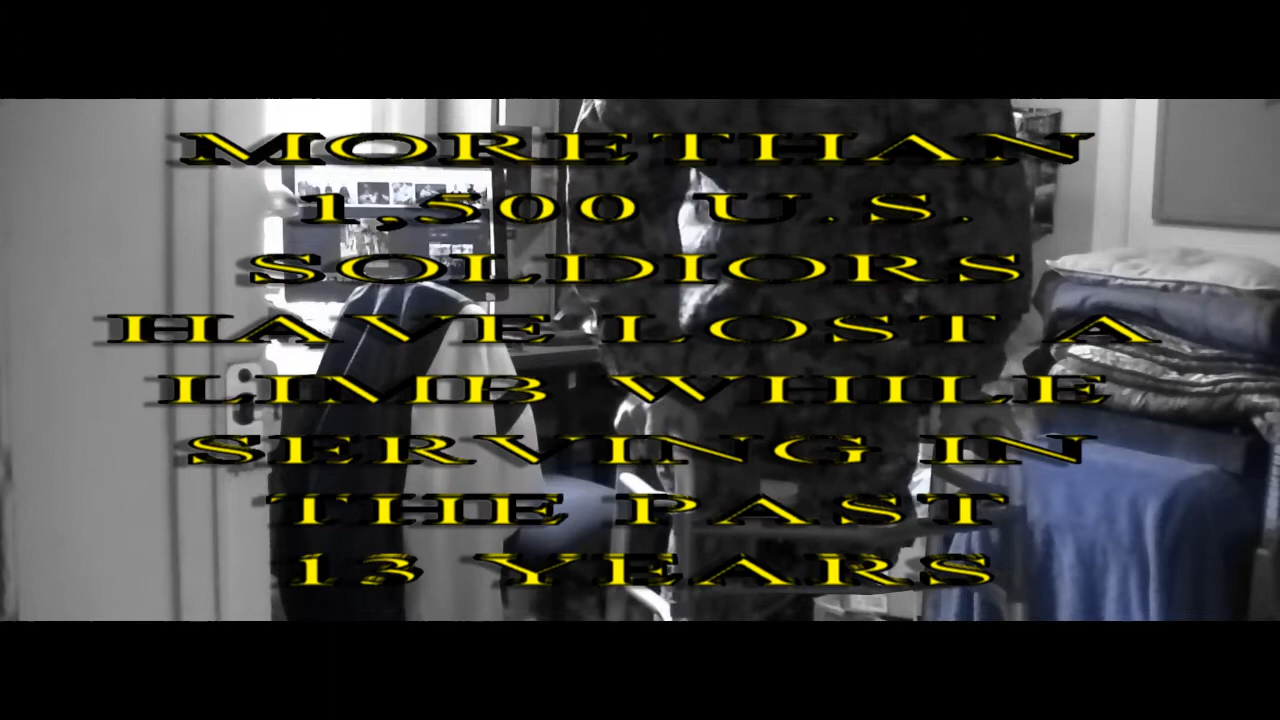 MORETHAN
1,500 U.S.
SOLDIORS
HAVE LOST A
LIMB WHILE
SERVING IN
THE PAST
13 YEARS